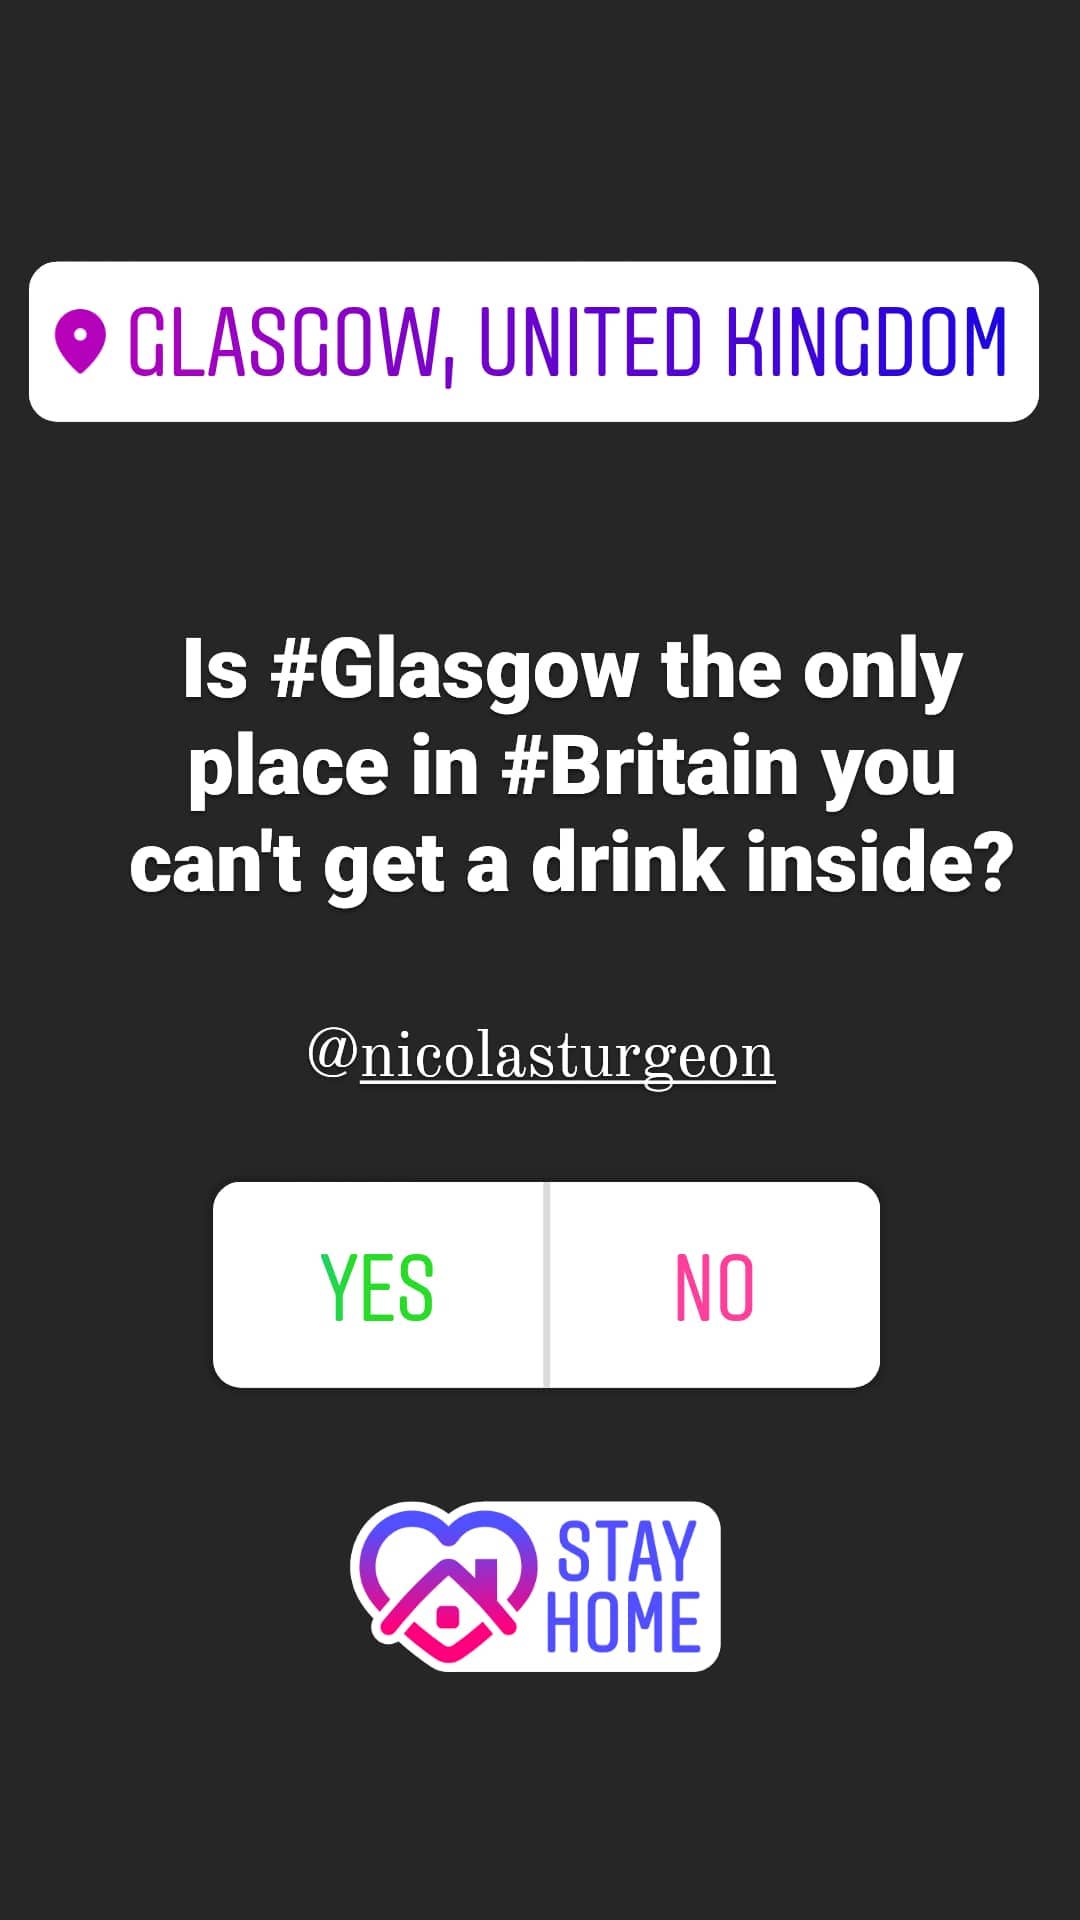 GLASGOW, UNITED KINGDOM
Is #Glasgow the only
place in #Britain you
can't get a drink inside?
@nicolasturgeon
YES NO
STAY
HOME